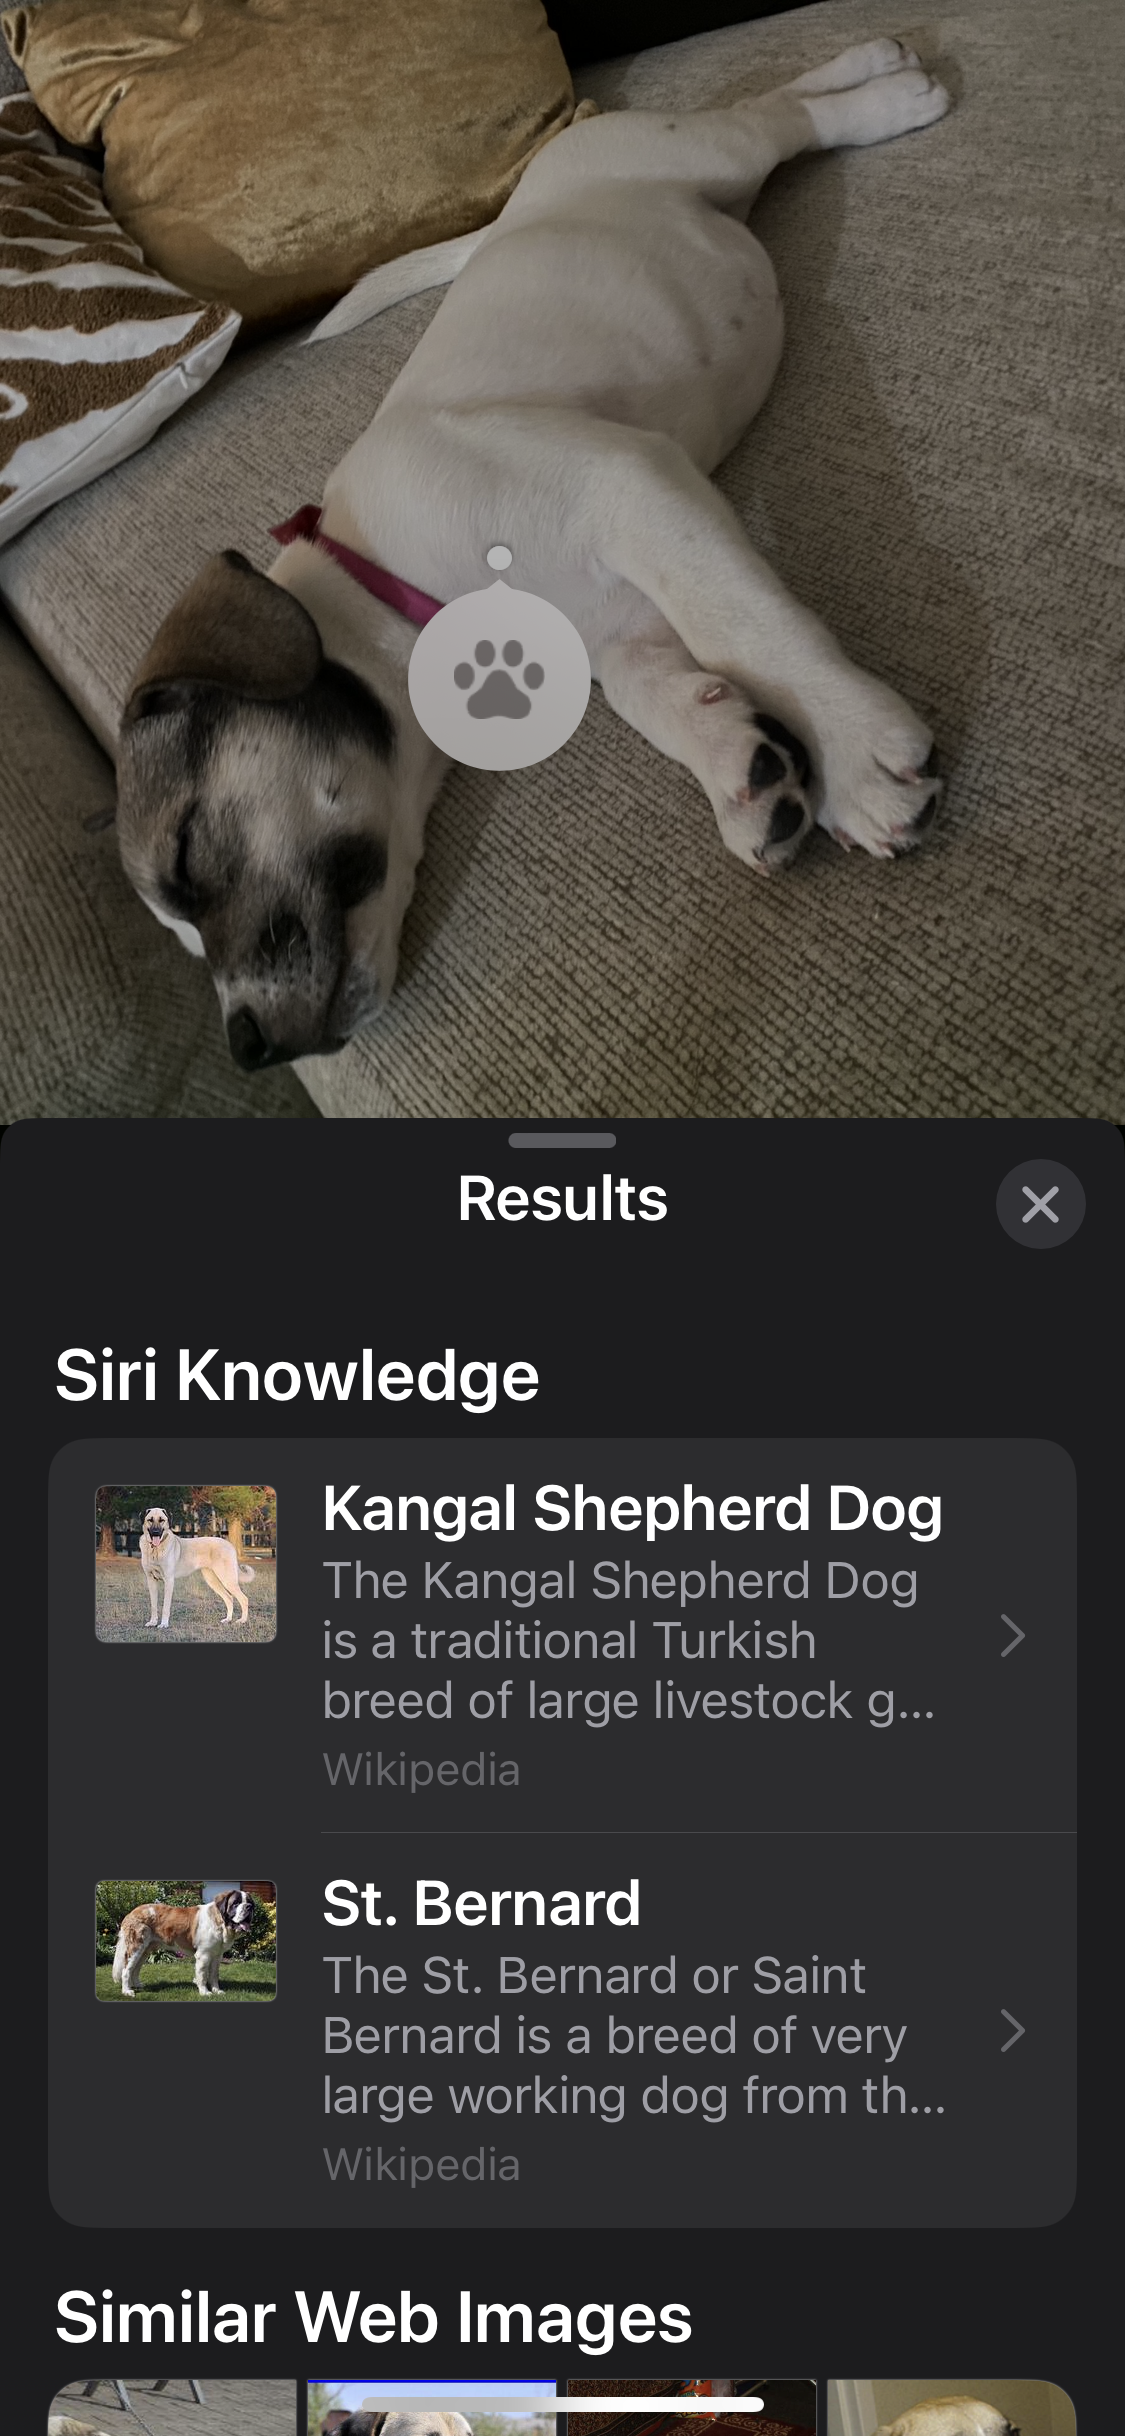 Results
Siri Knowledge
Kangal Shepherd Dog
The Kangal Shepherd Dog
is a traditional Turkish
breed of large livestock g...
Wikipedia
St. Bernard
The St. Bernard or Saint
Bernard is a breed of very
large working dog from th...
Wikipedia
Similar Web Images